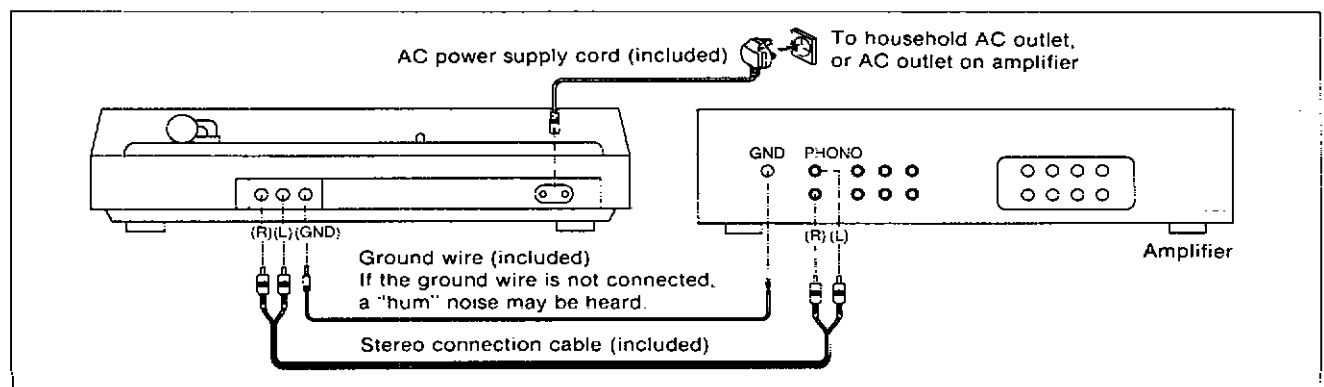 AC power supply cord (included)
To household AC outlet,
or AC outlet on amplifier
GND PHONO
(R)(L)(GND)
(R)(L)
Amplifier
Ground wire (included)
If the ground wire is not connected,
a "hum" noise may be heard.
Stereo connection cable (included)